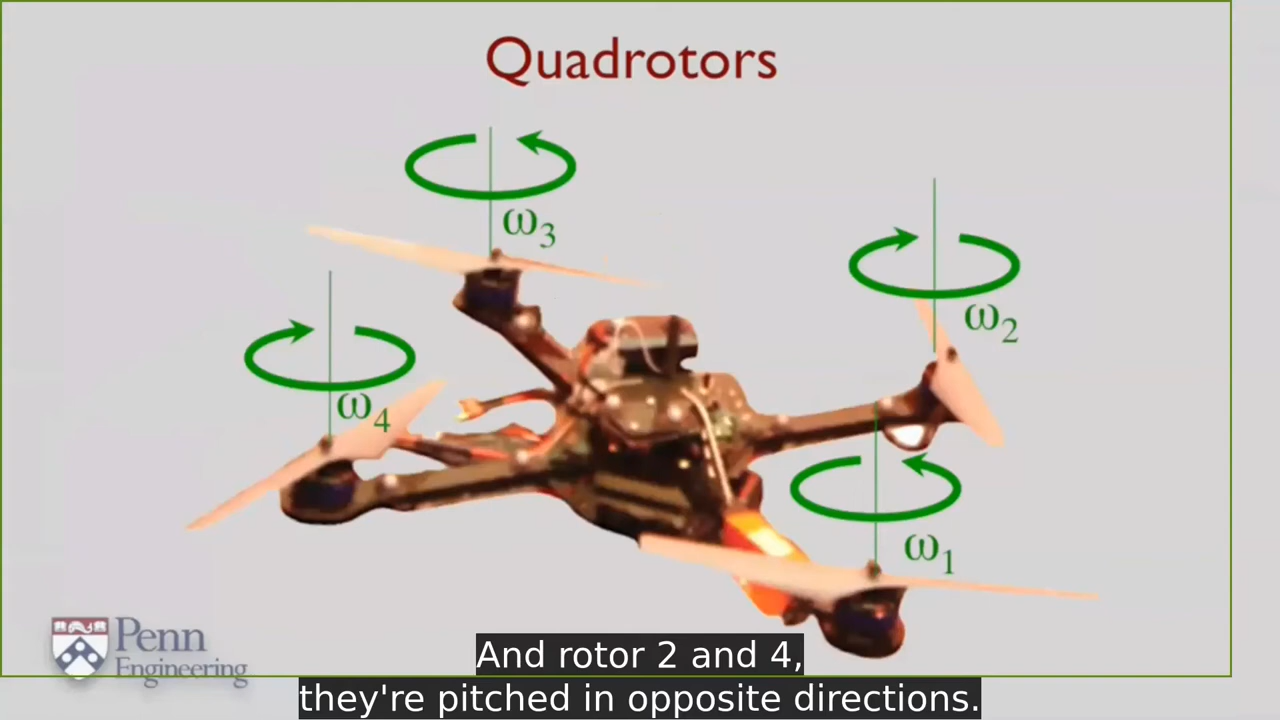 Quadrotors
ω3
ω2
ω4
ω1
Penn
Engineering
And rotor 2 and 4,
they're pitched in opposite directions.